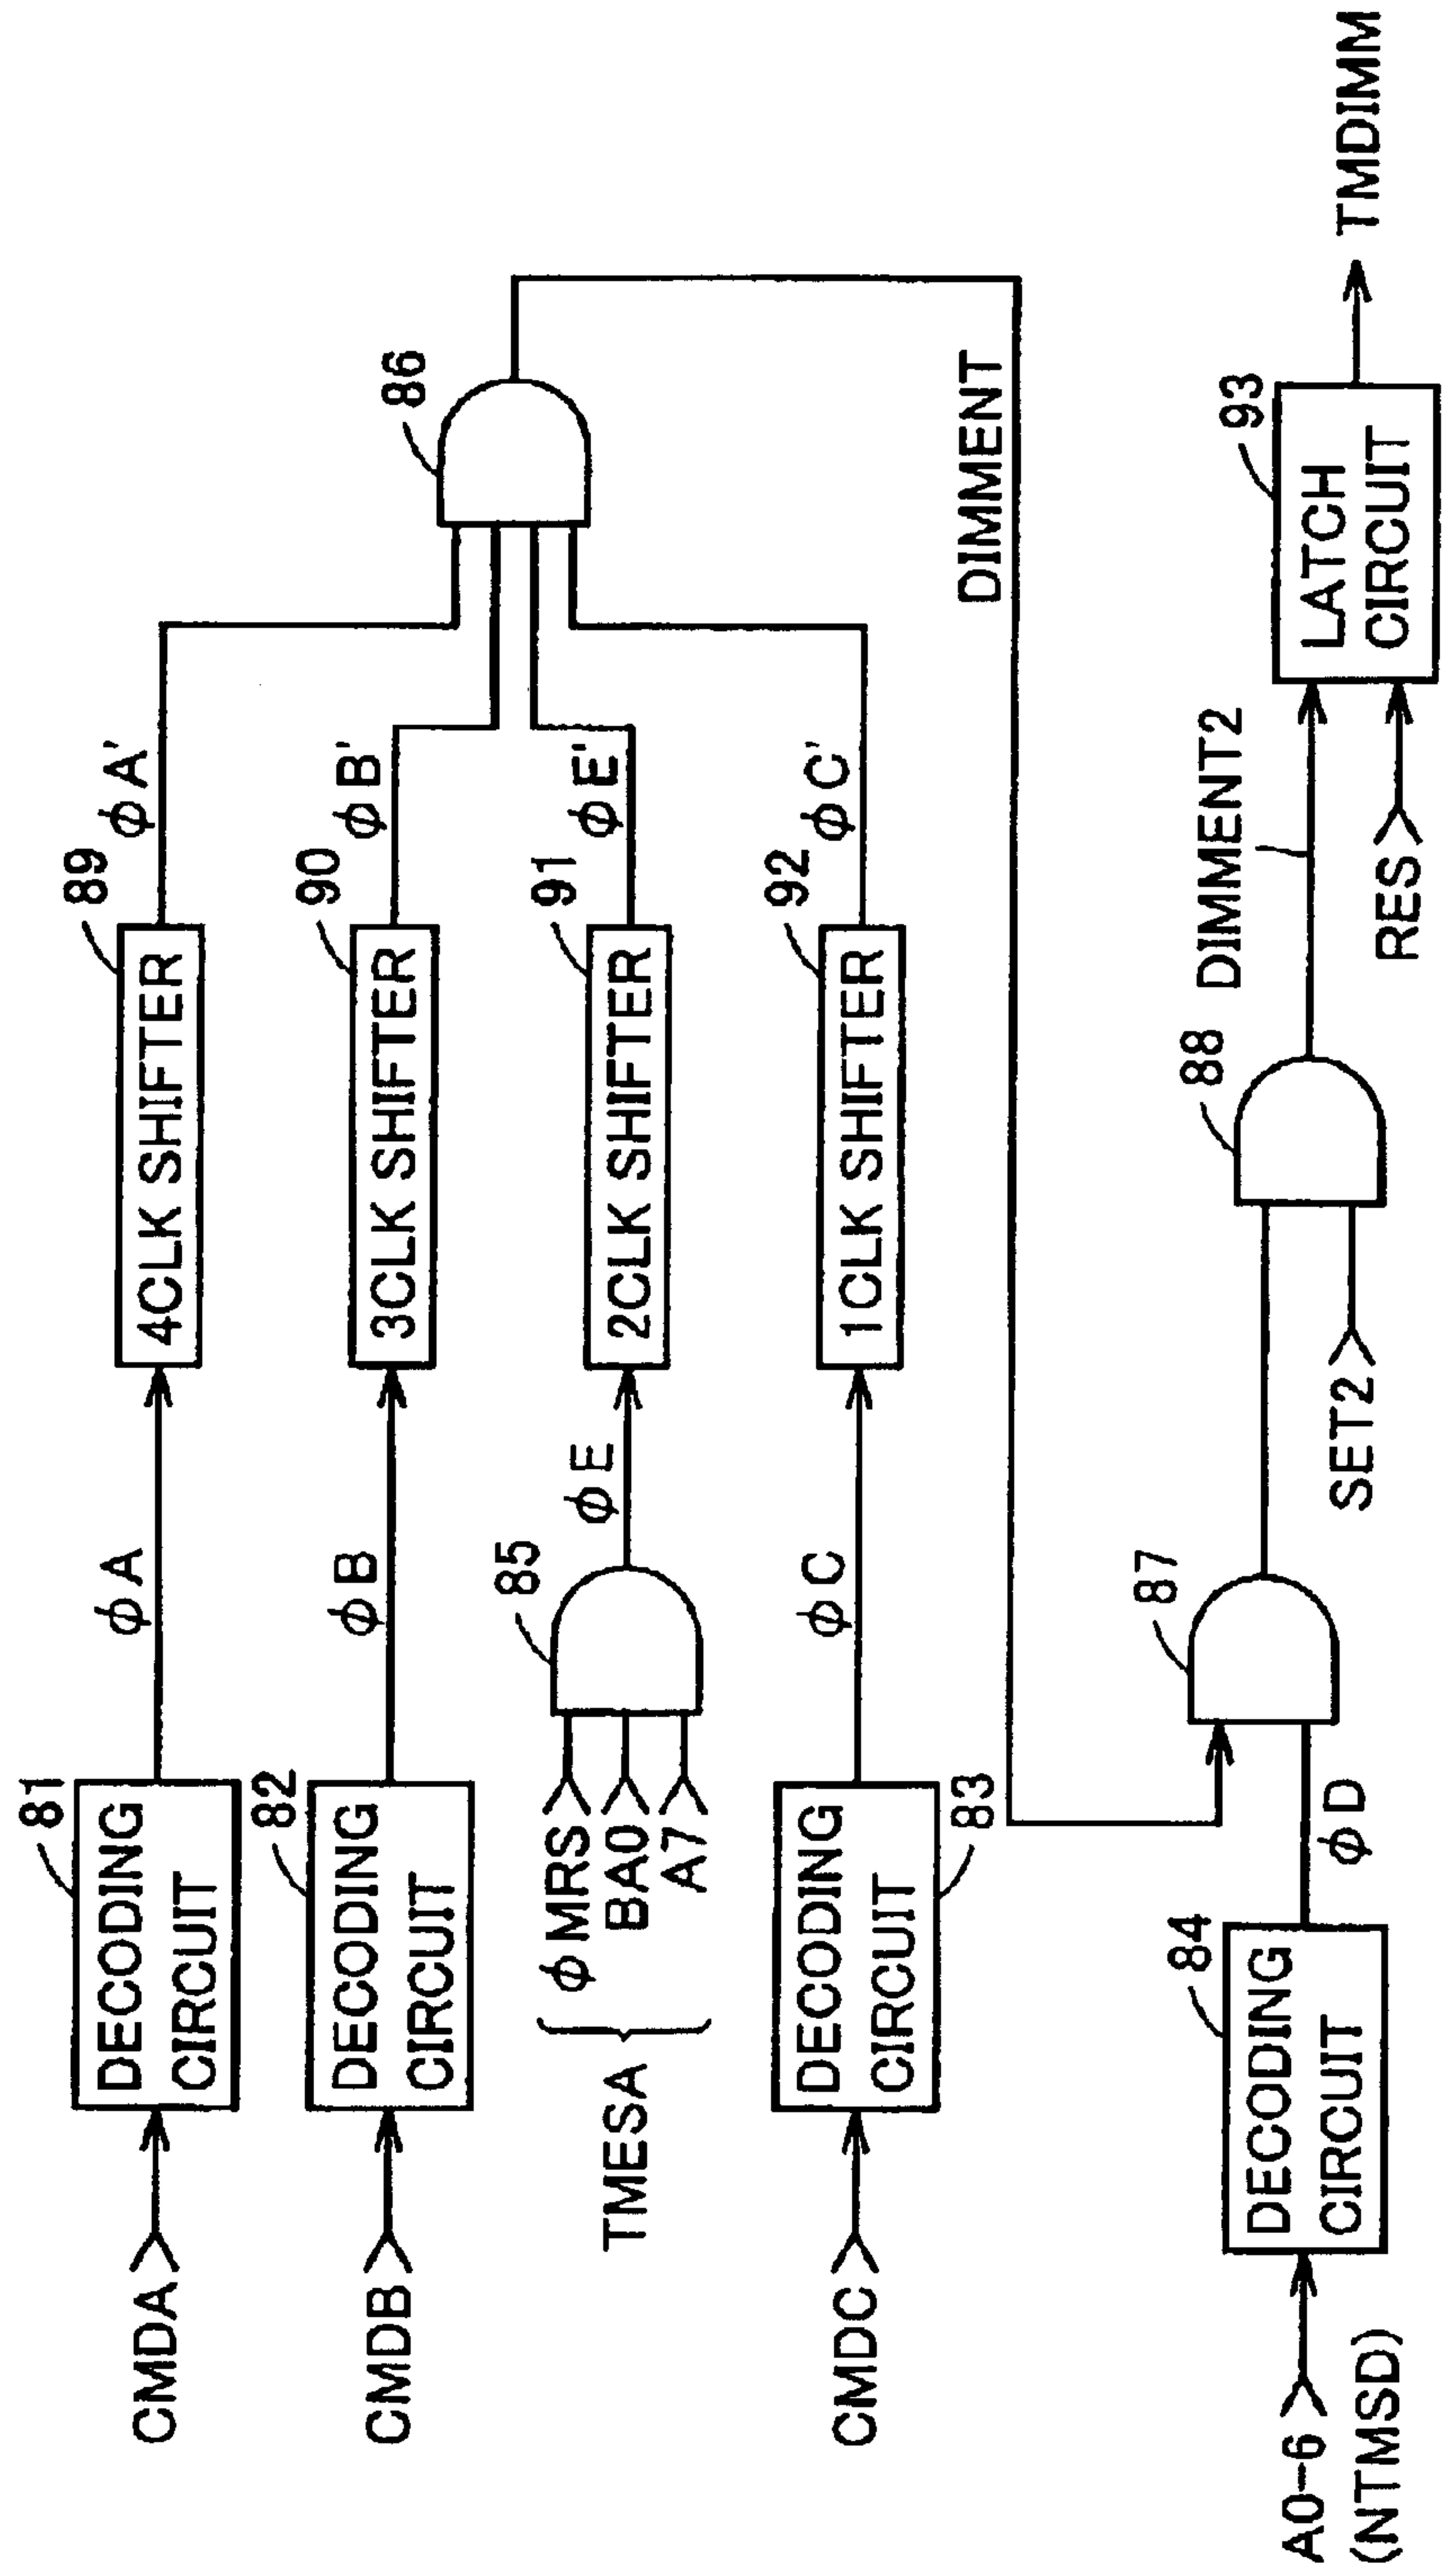 CMDA
DECODING
CIRCUIT
81
φA
4CLK SHIFTER
89
φA'
CMDB
DECODING
CIRCUIT
82
φB
3CLK SHIFTER
90
φB'
86
TMESA
φMRS
BA0
A7
85
φE
2CLK SHIFTER
91
φE'
CMDC
DECODING
CIRCUIT
83
φC
1CLK SHIFTER
92
φC'
DIMMENT
A0-6
(NTMSD)
DECODING
CIRCUIT
84
φD
87
SET2
88
DIMMENT2
RES
LATCH
CIRCUIT
93
TMDIMM